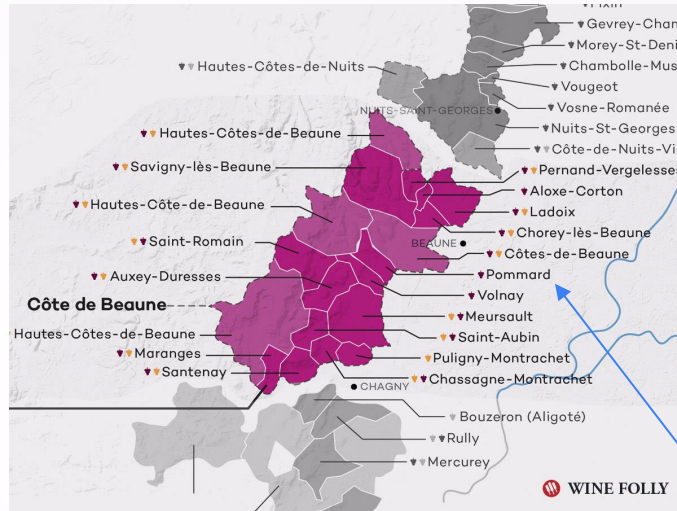 Gevrey-Cham
Morey-St-Deni
Hautes-Côtes-de-Nuits
Chambolle-Mus
Vougeot
NUITS-SAINT-GEORGES
Vosne-Romanée
Nuits-St-Georges
Hautes-Côtes-de-Beaune
Côte-de-Nuits-Vi
Savigny-lès-Beaune
Pernand-Vergelesses
Aloxe-Corton
Hautes-Côte-de-Beaune
Ladoix
Chorey-lès-Beaune
Saint-Romain
BEAUNE
Côtes-de-Beaune
Auxey-Duresses
Pommard
Volnay
Côte de Beaune
Meursault
Hautes-Côtes-de-Beaune
Saint-Aubin
Maranges
Puligny-Montrachet
Santenay
Chassagne-Montrachet
CHAGNY
Bouzeron (Aligoté)
Rully
Mercurey
WINE FOLLY